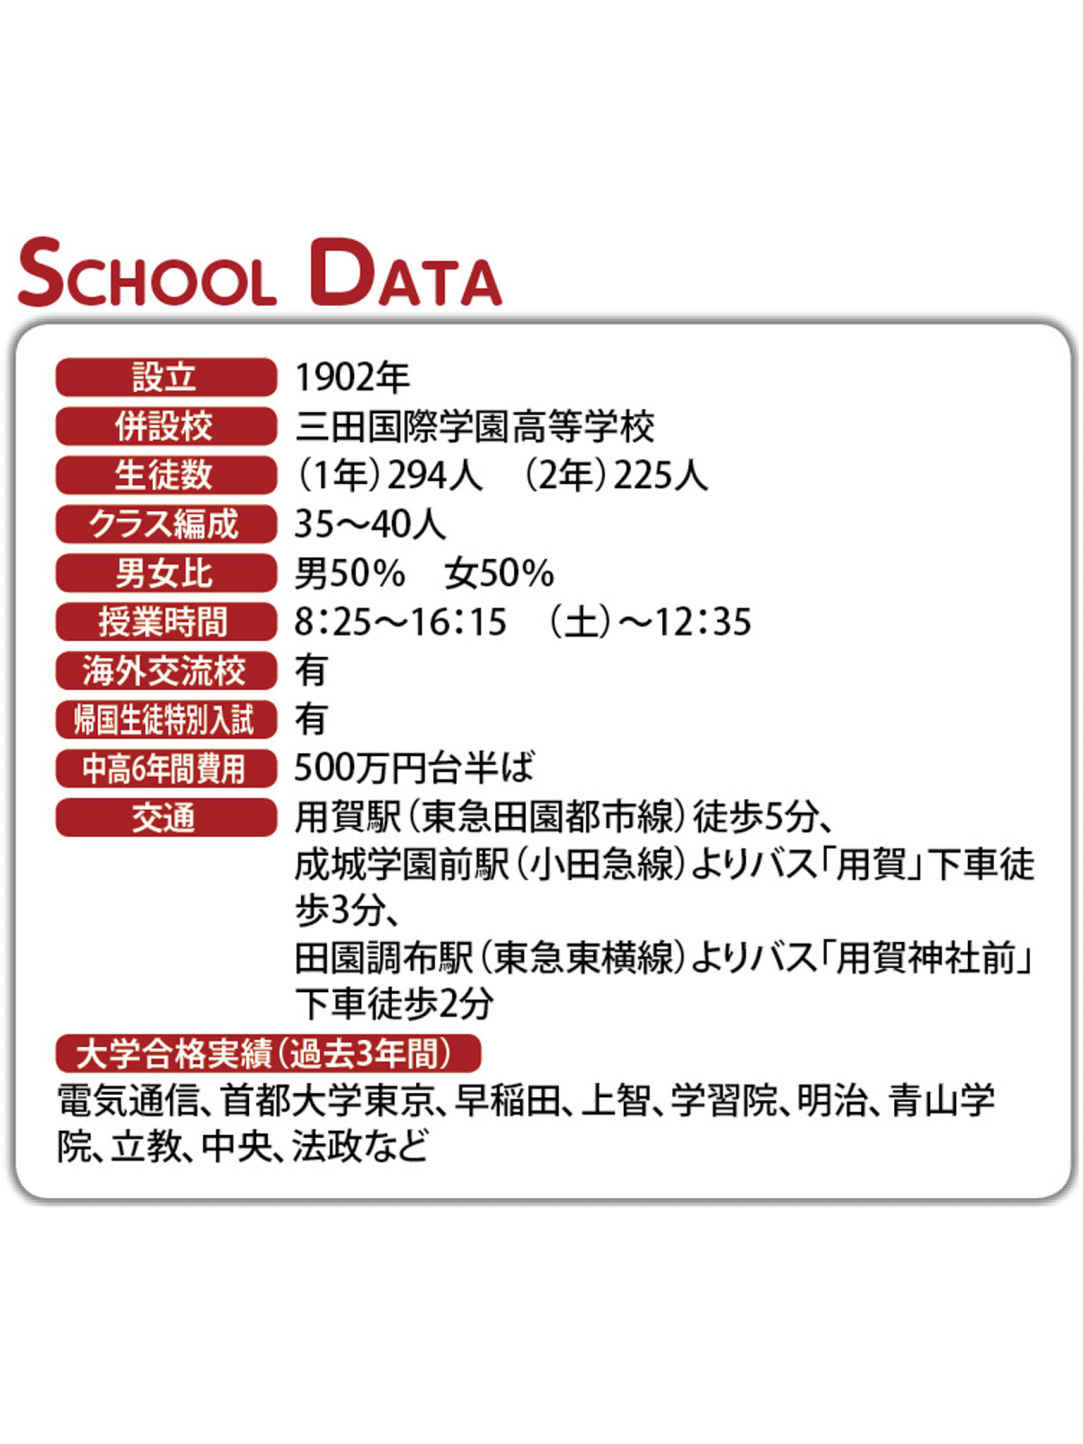 SCHOOL DATA
設立 1902年
併設校 三田国際学園高等学校
生徒数 （1年）294人　（2年）225人
クラス編成 35〜40人
男女比 男50％　女50％
授業時間 8：25〜16：15　（土）〜12：35
海外交流校 有
帰国生徒特別入試 有
中高6年間費用 500万円台半ば
交通 用賀駅（東急田園都市線）徒歩5分、
成城学園前駅（小田急線）よりバス「用賀」下車徒
歩3分、
田園調布駅（東急東横線）よりバス「用賀神社前」
下車徒歩2分
大学合格実績（過去3年間）
電気通信、首都大学東京、早稲田、上智、学習院、明治、青山学
院、立教、中央、法政など